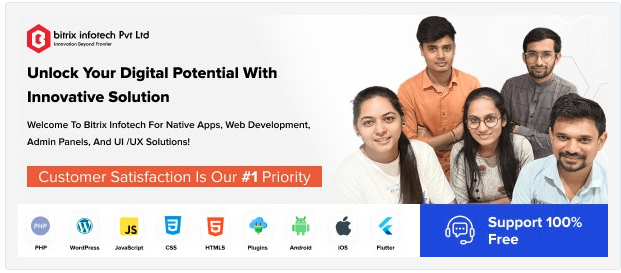 bitrix infotech Pvt Ltd
Innovation Beyond Frontier
Unlock Your Digital Potential With
Innovative Solution
Welcome To Bitrix Infotech For Native Apps, Web Development,
Admin Panels, And UI /UX Solutions!
Customer Satisfaction Is Our #1 Priority
PHP
PHP
WordPress
JS
JavaScript
3
CSS
5
HTML5
Plugins
Android
iOS
Flutter
Support 100%
Free